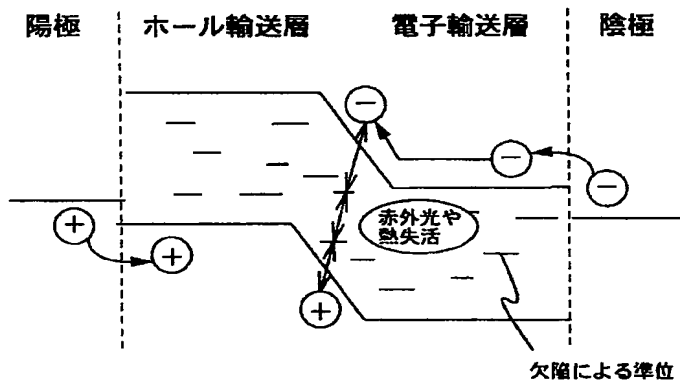 陽極
ホール輸送層
電子輸送層
陰極
赤外光や
熱失活
欠陥による準位